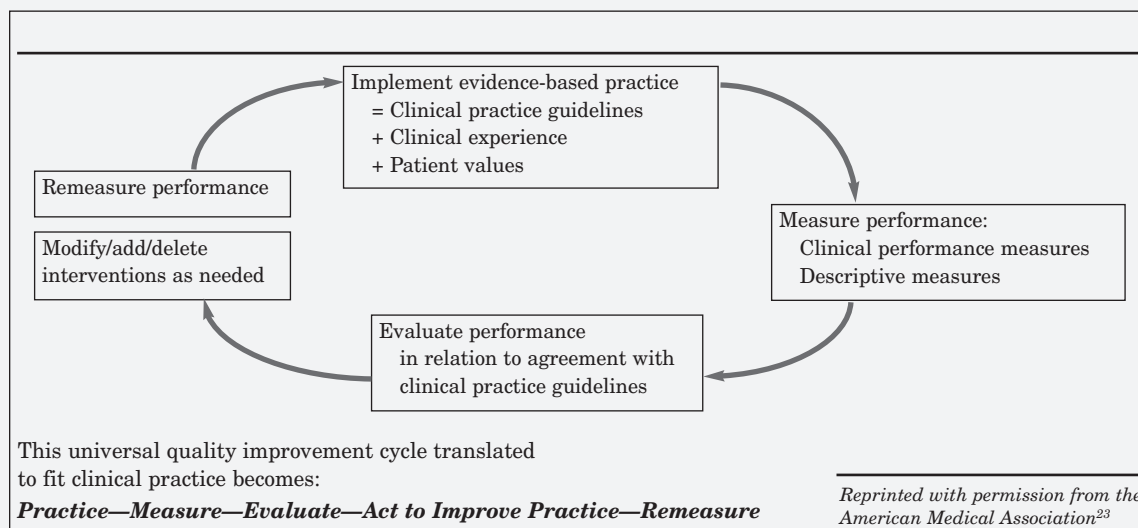 Implement evidence-based practice
= Clinical practice guidelines
+ Clinical experience
+ Patient values
Measure performance:
Clinical performance measures
Descriptive measures
Evaluate performance
in relation to agreement with
clinical practice guidelines
Modify/add/delete
interventions as needed
Remeasure performance
This universal quality improvement cycle translated
to fit clinical practice becomes:
Practice—Measure—Evaluate—Act to Improve Practice—Remeasure
Reprinted with permission from the
American Medical Association23